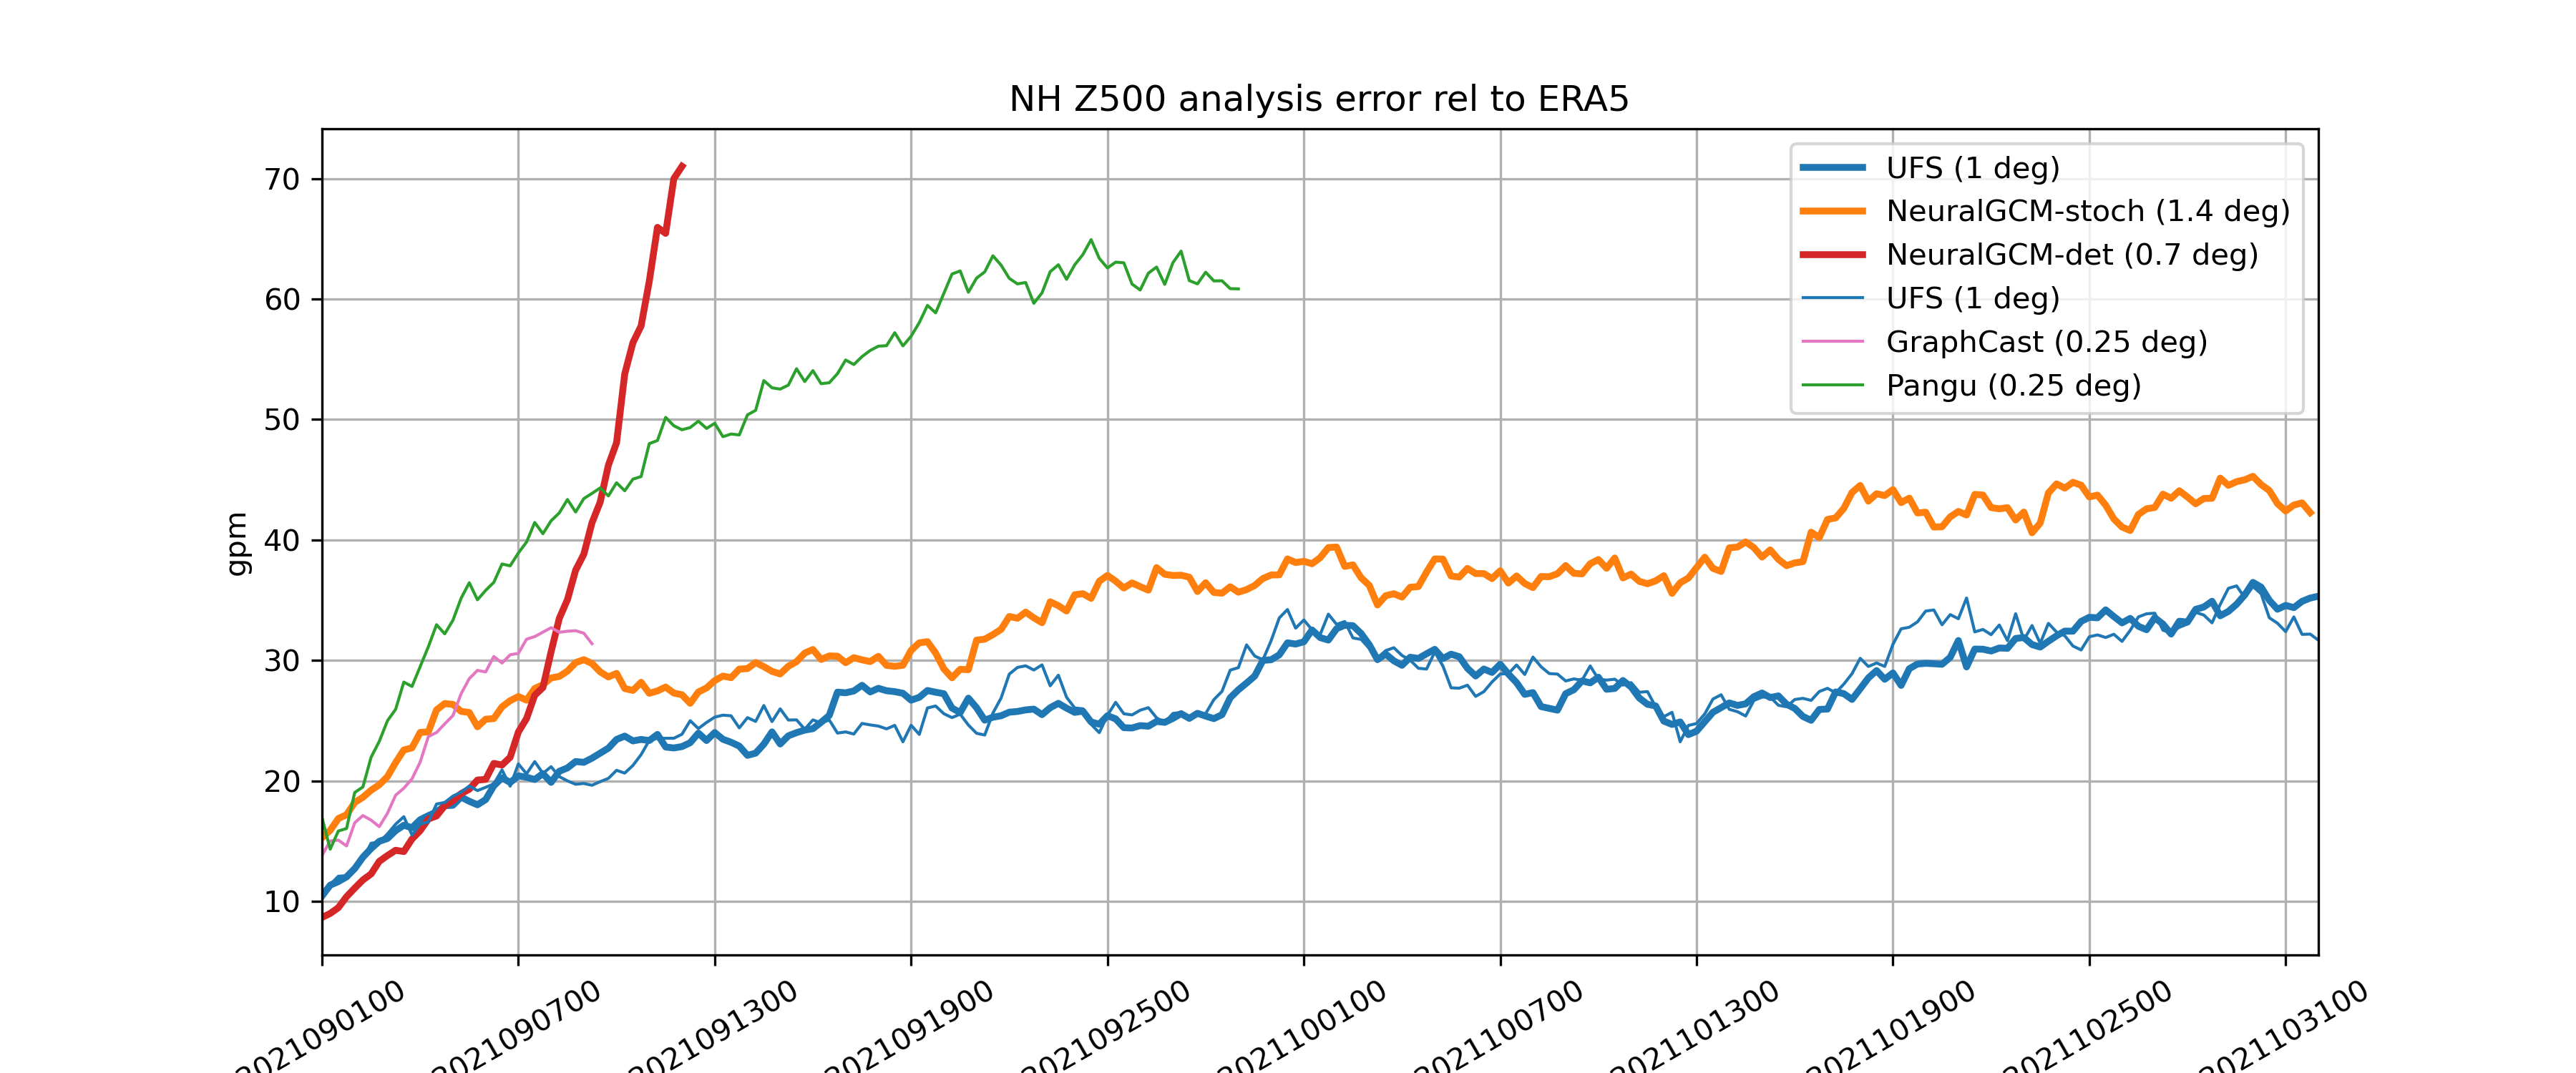 NH Z500 analysis error rel to ERA5
70
60
50
40
30
20
10
gpm
UFS (1 deg)
NeuralGCM-stoch (1.4 deg)
NeuralGCM-det (0.7 deg)
UFS (1 deg)
GraphCast (0.25 deg)
Pangu (0.25 deg)
2021090100
2021090700
2021091300
2021091900
2021092500
2021100100
2021100700
2021101300
2021101900
2021102500
2021103100